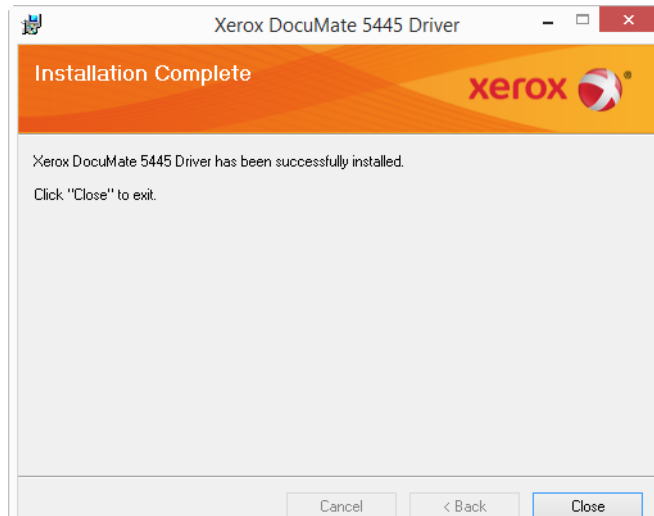 Xerox DocuMate 5445 Driver
Installation Complete
xerox
Xerox DocuMate 5445 Driver has been successfully installed.
Click "Close" to exit.
Cancel
< Back
Close